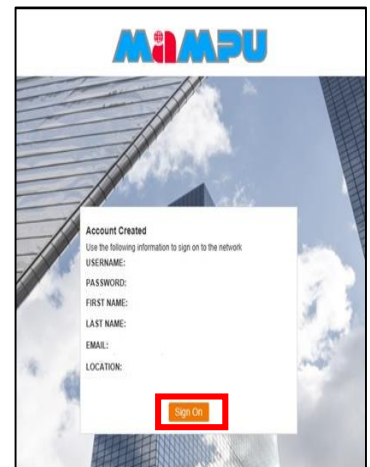 MAMPU
Account Created
Use the following information to sign on to the network
USERNAME:
PASSWORD:
FIRST NAME:
LAST NAME:
EMAIL:
LOCATION:
Sign On